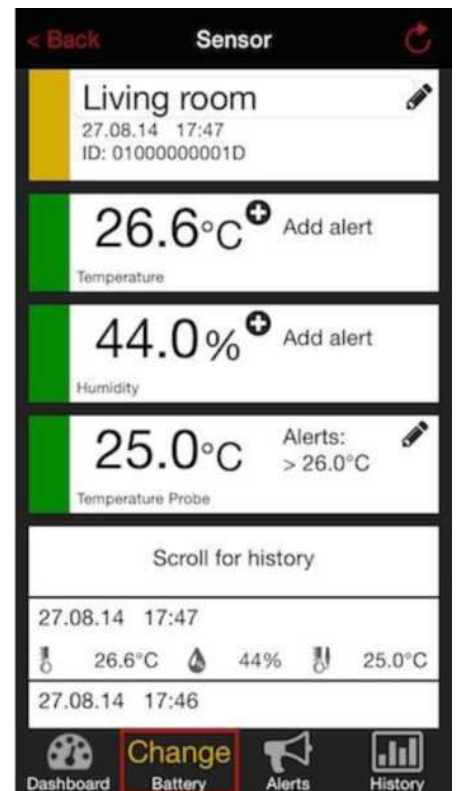 < Back Sensor
Living room
27.08.14 17:47
ID: 01000000001D
26.6°C Add alert
Temperature
44.0% Add alert
Humidity
25.0°C Alerts:
> 26.0°C
Temperature Probe
Scroll for history
27.08.14 17:47
26.6°C 44% 25.0°C
27.08.14 17:46
Change
Dashboard Battery Alerts History